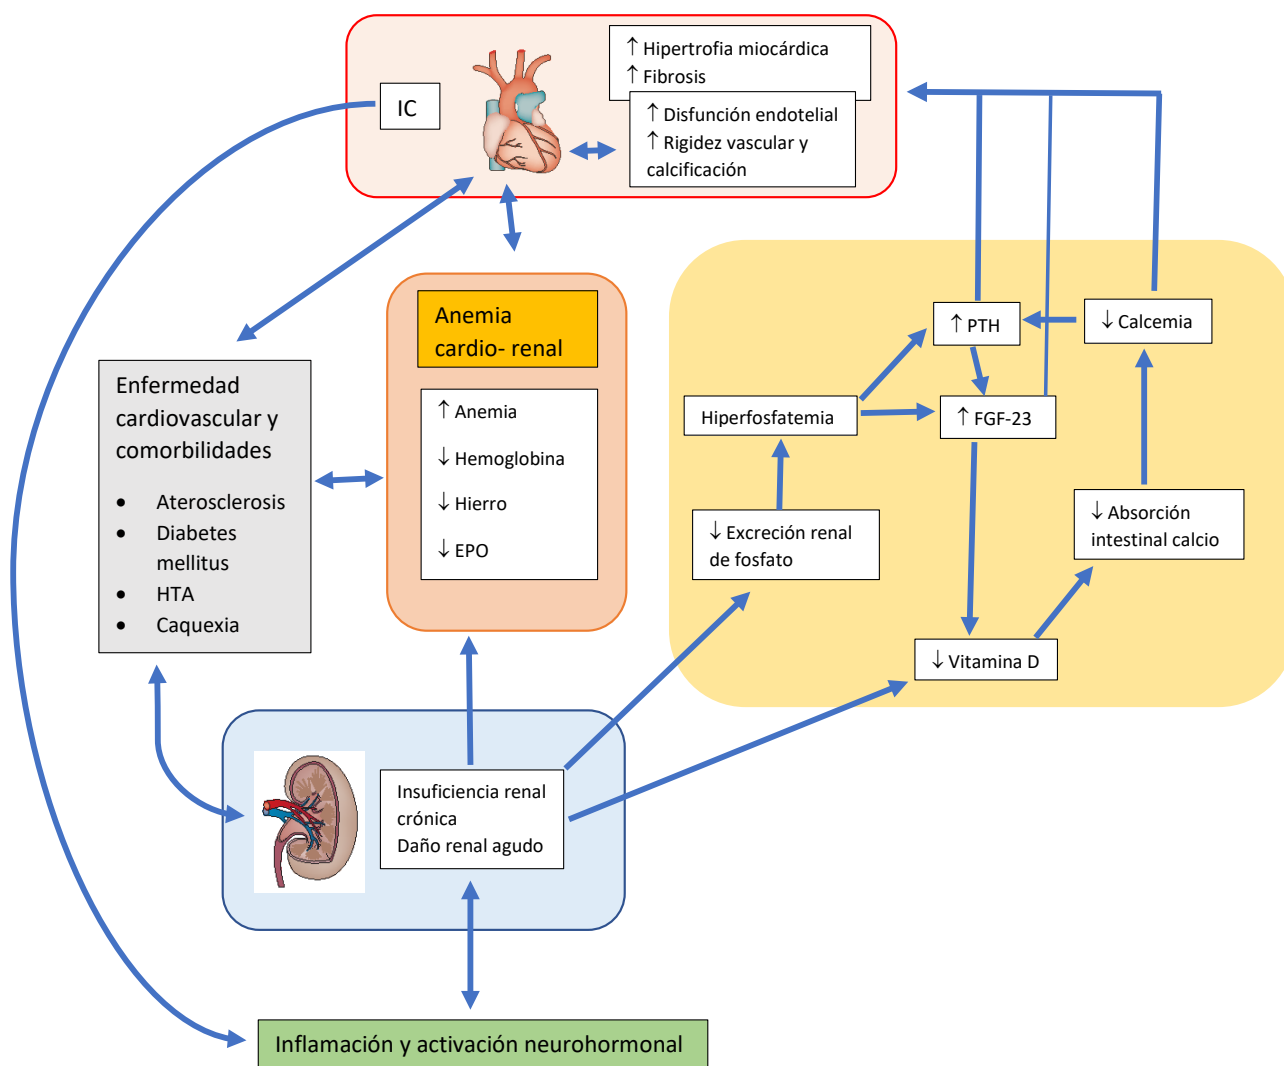 IC
↑ Hipertrofia miocárdica
↑ Fibrosis
↑ Disfunción endotelial
↑ Rigidez vascular y
calcificación
Anemia
cardio- renal
↑ Anemia
↓ Hemoglobina
↓ Hierro
↓ EPO
Enfermedad
cardiovascular y
comorbilidades
• Aterosclerosis
• Diabetes
mellitus
• HTA
• Caquexia
↑ PTH
↓ Calcemia
Hiperfosfatemia
↑ FGF-23
↓ Excreción renal
de fosfato
↓ Absorción
intestinal calcio
↓ Vitamina D
Insuficiencia renal
crónica
Daño renal agudo
Inflamación y activación neurohormonal